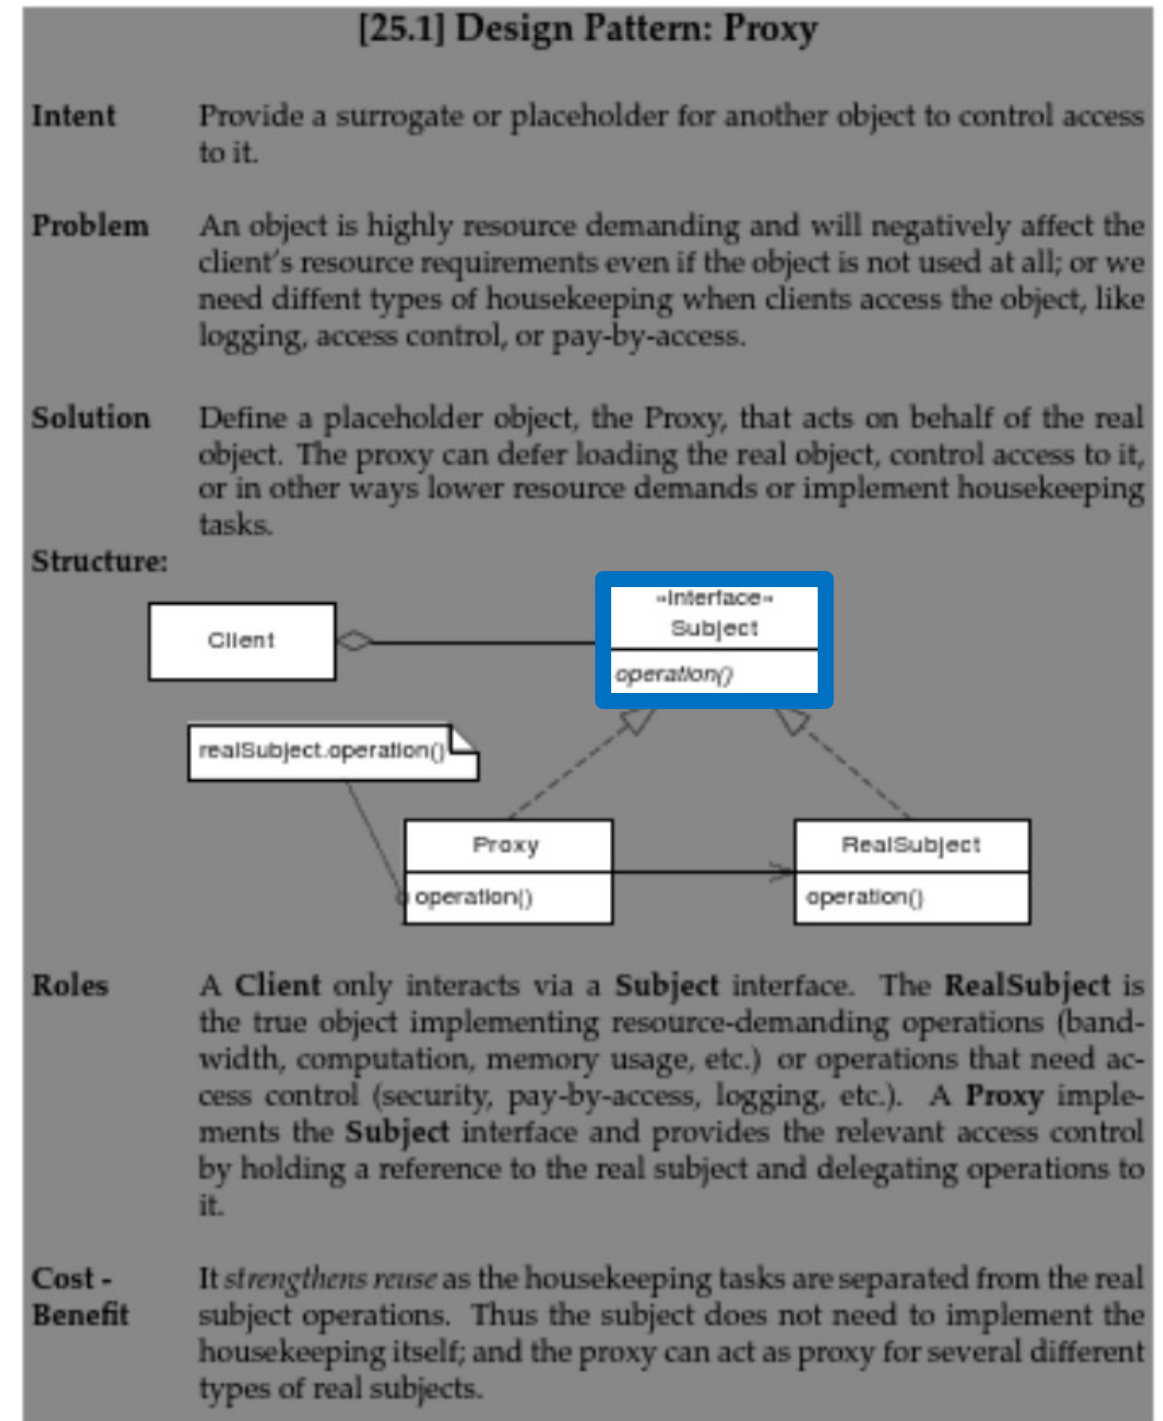 [25.1] Design Pattern: Proxy
Intent Provide a surrogate or placeholder for another object to control access
to it.
Problem An object is highly resource demanding and will negatively affect the
client's resource requirements even if the object is not used at all; or we
need diffent types of housekeeping when clients access the object, like
logging, access control, or pay-by-access.
Solution Define a placeholder object, the Proxy, that acts on behalf of the real
object. The proxy can defer loading the real object, control access to it,
or in other ways lower resource demands or implement housekeeping
tasks.
Structure:
«interface»
Client
Subject
operation()
realSubject.operation()
Proxy
RealSubject
operation()
operation()
Roles A Client only interacts via a Subject interface. The RealSubject is
the true object implementing resource-demanding operations (band-
width, computation, memory usage, etc.) or operations that need ac-
cess control (security, pay-by-access, logging, etc.). A Proxy imple-
ments the Subject interface and provides the relevant access control
by holding a reference to the real subject and delegating operations to
it.
Cost - It strengthens reuse as the housekeeping tasks are separated from the real
Benefit subject operations. Thus the subject does not need to implement the
housekeeping itself; and the proxy can act as proxy for several different
types of real subjects.